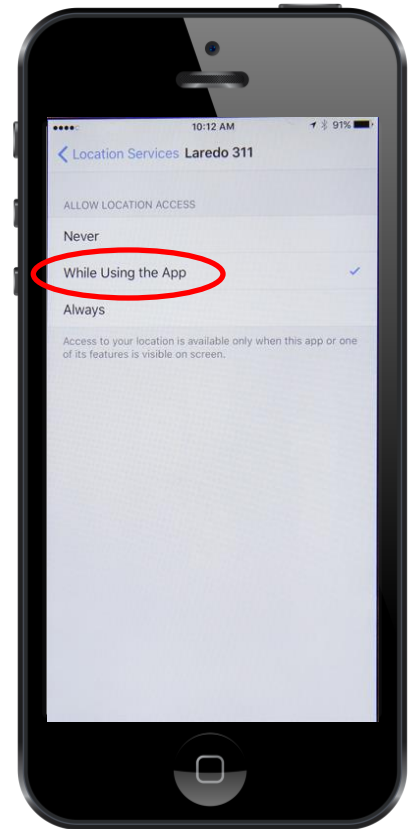 10:12 AM 91%
Location Services Laredo 311
ALLOW LOCATION ACCESS
Never
While Using the App
Always
Access to your location is available only when this app or one
of its features is visible on screen.